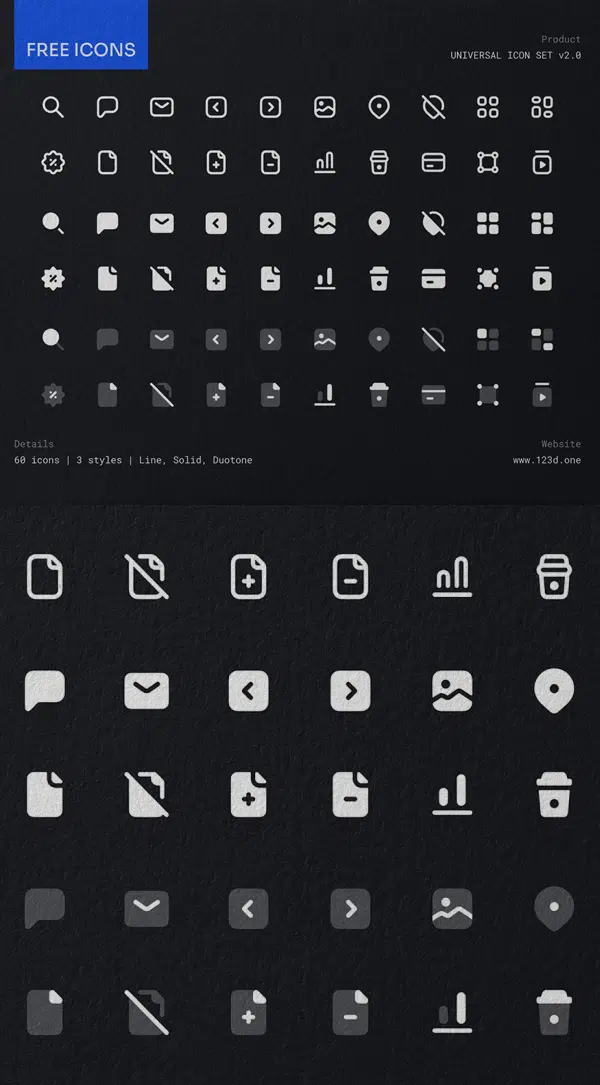 FREE ICONS
Product
UNIVERSAL ICON SET v2.0
Details
60 icons | 3 styles | Line, Solid, Duotone
Website
www.123d.one